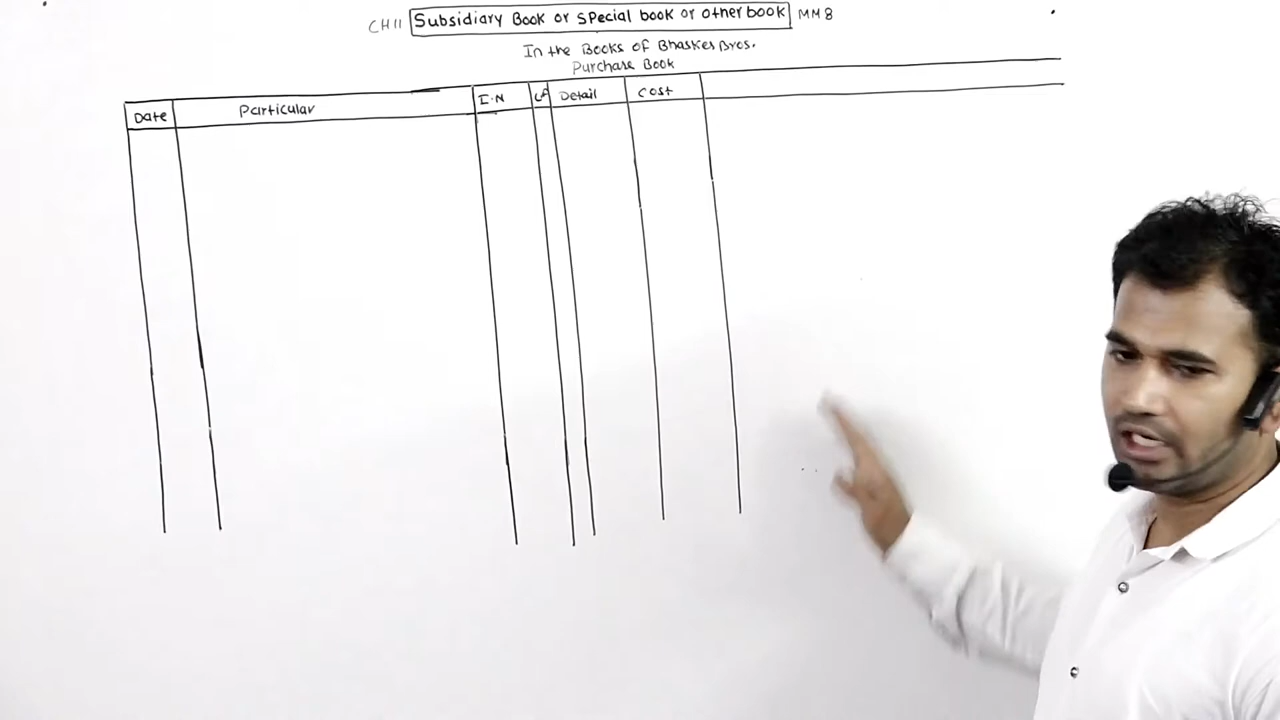 CH11 Subsidiary Book or Special book or other book MM8
In the Books of Bhasker Bros.
Purchase Book
Date Particular I.N LF Detail Cost